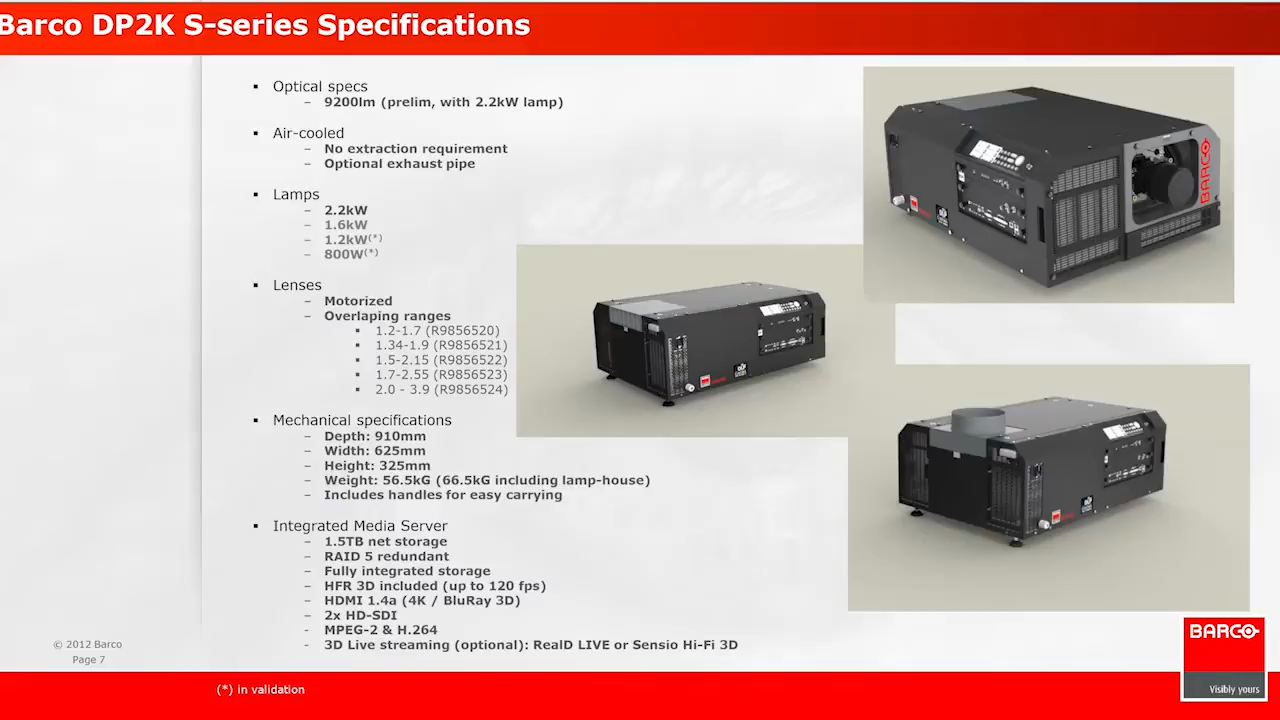 Barco DP2K S-series Specifications
▪ Optical specs
– 9200lm (prelim, with 2.2kW lamp)
▪ Air-cooled
– No extraction requirement
– Optional exhaust pipe
▪ Lamps
– 2.2kW
– 1.6kW
– 1.2kW(*)
– 800W(*)
▪ Lenses
– Motorized
– Overlaping ranges
▪ 1.2-1.7 (R9856520)
▪ 1.34-1.9 (R9856521)
▪ 1.5-2.15 (R9856522)
▪ 1.7-2.55 (R9856523)
▪ 2.0 - 3.9 (R9856524)
▪ Mechanical specifications
– Depth: 910mm
– Width: 625mm
– Height: 325mm
– Weight: 56.5kG (66.5kG including lamp-house)
– Includes handles for easy carrying
▪ Integrated Media Server
– 1.5TB net storage
– RAID 5 redundant
– Fully integrated storage
– HFR 3D included (up to 120 fps)
– HDMI 1.4a (4K / BluRay 3D)
– 2x HD-SDI
- MPEG-2 & H.264
- 3D Live streaming (optional): RealD LIVE or Sensio Hi-Fi 3D
BARCO
© 2012 Barco
Page 7
BARCO
Visibly yours
(*) in validation